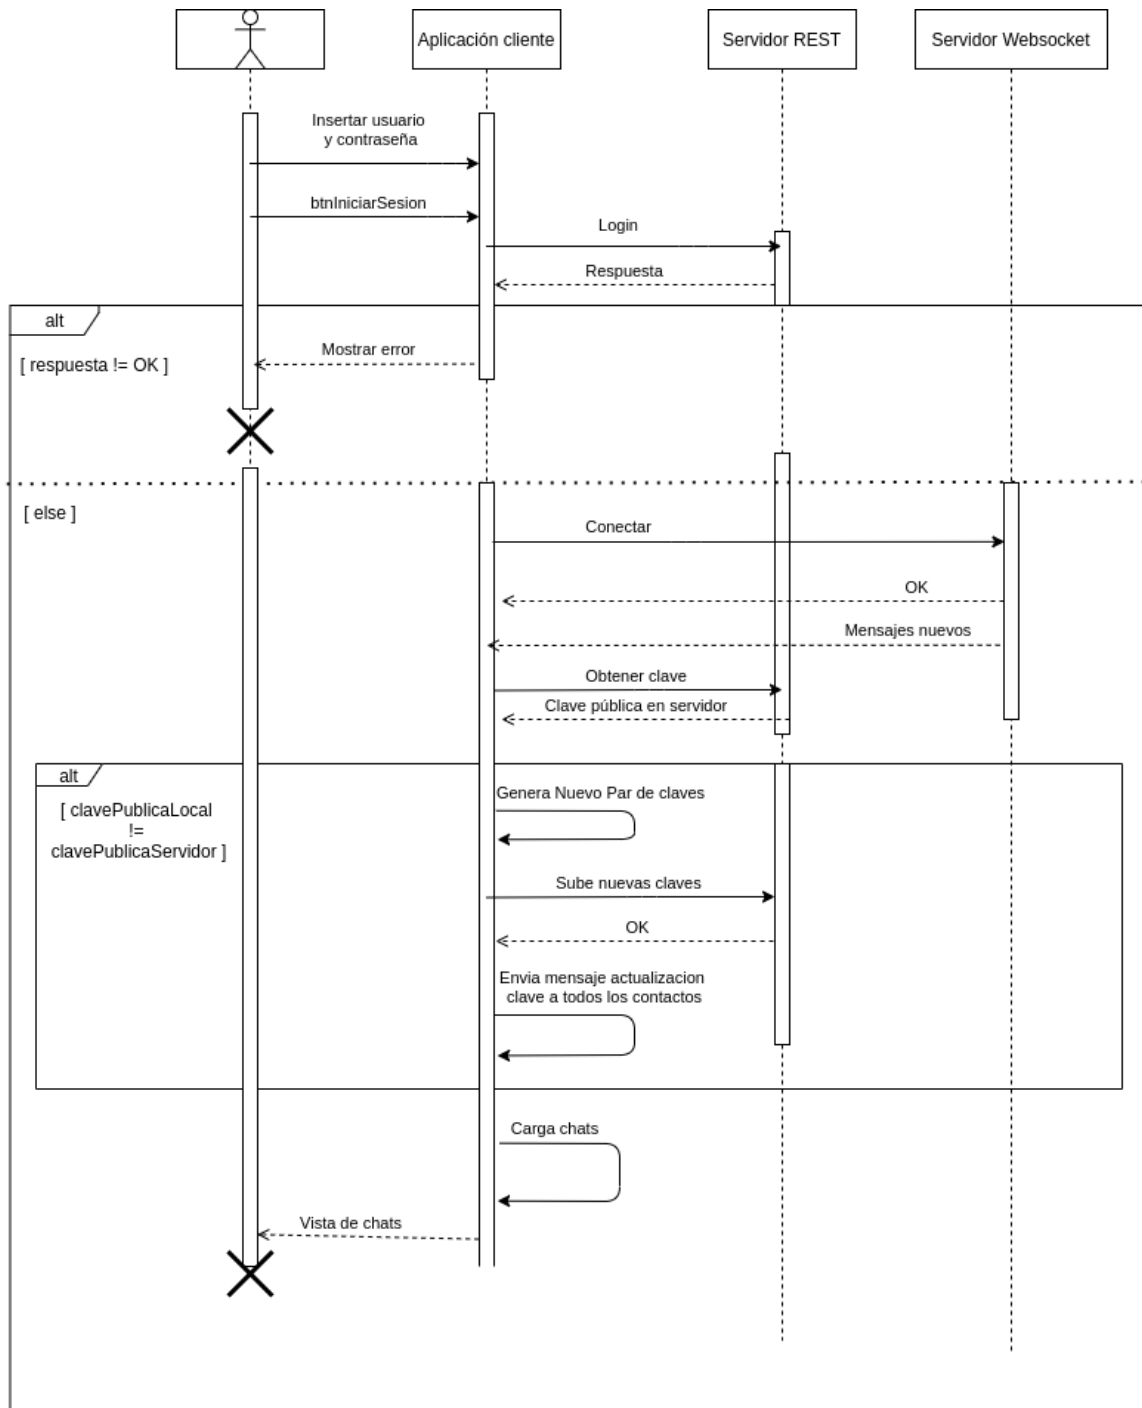 Aplicación cliente
Servidor REST
Servidor Websocket
Insertar usuario
y contraseña
btnIniciarSesion
Login
Respuesta
alt
[ respuesta != OK ]
Mostrar error
[ else ]
Conectar
OK
Mensajes nuevos
Obtener clave
Clave pública en servidor
alt
[ clavePublicaLocal
!=
clavePublicaServidor ]
Genera Nuevo Par de claves
Sube nuevas claves
OK
Envia mensaje actualizacion
clave a todos los contactos
Carga chats
Vista de chats